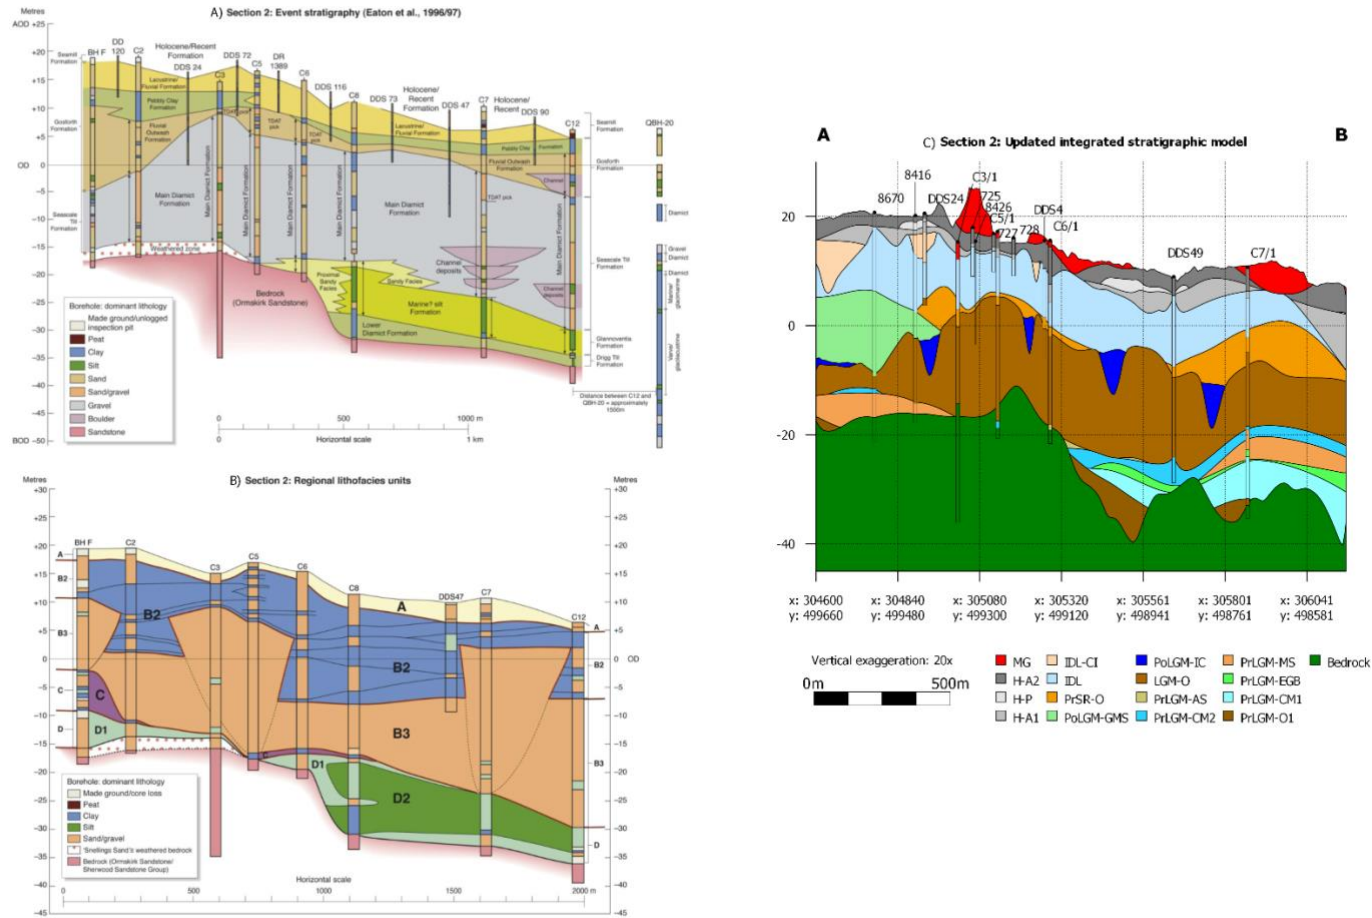 A) Section 2: Event stratigraphy (Eaton et al., 1996/97)
Metres
AOD +25
+20
+15
+10
+5
OD 0
−5
−10
−15
−20
−25
−30
−35
−40
−45
BOD −50
Seamill Formation
Gosforth Formation
Seascale Till Formation
BH F
DD 120
C2
DDS 24
Holocene/Recent Formation
C3
DDS 72
C5
DR 1389
C6
DDS 116
C8
DDS 73
Holocene/ Recent Formation
DDS 47
C7
Holocene/ Recent
DDS 90
C12
QBH-20
Lacustrine/ Fluvial Formation
Pebbly Clay Formation
Fluvial Outwash Formation
Main Diamict Formation
Main Diamict Formation
Main Diamict Formation
Main Diamict Formation
Main Diamict Formation
Main Diamict Formation
Main Diamict Formation
TDAT pick
TDAT pick
Lacustrine/ Fluvial Formation
Pebbly Clay Formation
Fluvial Outwash Formation
Channel
TDAT pick
Weathered zone
Bedrock (Ormskirk Sandstone)
Proximal Sandy Facies
Sandy Facies
Channel deposits
Channel deposits
Marine? silt Formation
Lower Diamict Formation
Seamill Formation
Gosforth Formation
Seascale Till Formation
Glannoventia Formation
Drigg Till Formation
Diamict
Gravel
Diamict
Diamict
Marine/ glacimarine
Varve/ glacilacustrine
Distance between C12 and QBH-20 = approximately 1500m
Borehole: dominant lithology
Made ground/unlogged inspection pit
Peat
Clay
Silt
Sand
Sand/gravel
Gravel
Boulder
Sandstone
0 500 1000 m
0 1 km
Horizontal scale
B) Section 2: Regional lithofacies units
Metres
Metres
+30
+25
+20
+15
+10
+5
0
−5
−10
−15
−20
−25
−30
−35
−40
−45
+30
+25
+20
+15
+10
+5
0 OD
−5
−10
−15
−20
−25
−30
−35
−40
−45
BH F
C2
C3
C5
C6
C8
DDS47
C7
C12
A
B2
B3
C
D
B2
C
D1
A
B2
B3
D1
D2
A
B2
B3
D
Borehole: dominant lithology
Made ground/core loss
Peat
Clay
Silt
Sand/gravel
'Snellings Sand'/ weathered bedrock
Bedrock (Ormskirk Sandstone/ Sherwood Sandstone Group)
Horizontal scale
0 500 1000 1500 2000 m
A
C) Section 2: Updated integrated stratigraphic model
B
20
0
-20
-40
20
0
-20
-40
8670
8416
DDS24
C3/1
725
8426
C5/1
727
728
DDS4
C6/1
DDS49
C7/1
x: 304600 x: 304840 x: 305080 x: 305320 x: 305561 x: 305801 x: 306041
y: 499660 y: 499480 y: 499300 y: 499120 y: 498941 y: 498761 y: 498581
Vertical exaggeration: 20x
0m 500m
MG
H-A2
H-P
H-A1
IDL-CI
IDL
PrSR-O
PoLGM-GMS
PoLGM-IC
LGM-O
PrLGM-AS
PrLGM-CM2
PrLGM-MS
PrLGM-EGB
PrLGM-CM1
PrLGM-O1
Bedrock